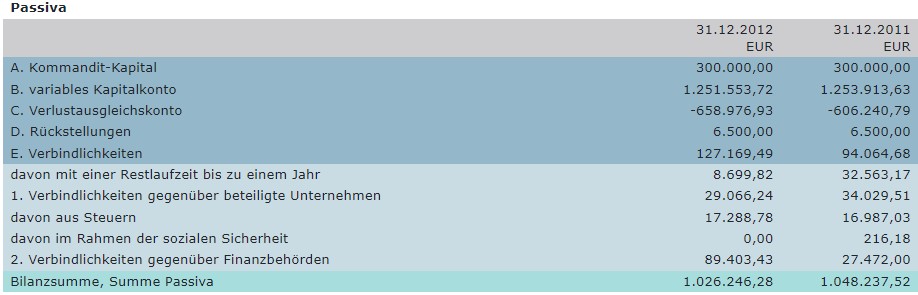 Passiva
31.12.2012 31.12.2011
EUR EUR
A. Kommandit-Kapital 300.000,00 300.000,00
B. variables Kapitalkonto 1.251.553,72 1.253.913,63
C. Verlustausgleichskonto -658.976,93 -606.240,79
D. Rückstellungen 6.500,00 6.500,00
E. Verbindlichkeiten 127.169,49 94.064,68
davon mit einer Restlaufzeit bis zu einem Jahr 8.699,82 32.563,17
1. Verbindlichkeiten gegenüber beteiligte Unternehmen 29.066,24 34.029,51
davon aus Steuern 17.288,78 16.987,03
davon im Rahmen der sozialen Sicherheit 0,00 216,18
2. Verbindlichkeiten gegenüber Finanzbehörden 89.403,43 27.472,00
Bilanzsumme, Summe Passiva 1.026.246,28 1.048.237,52